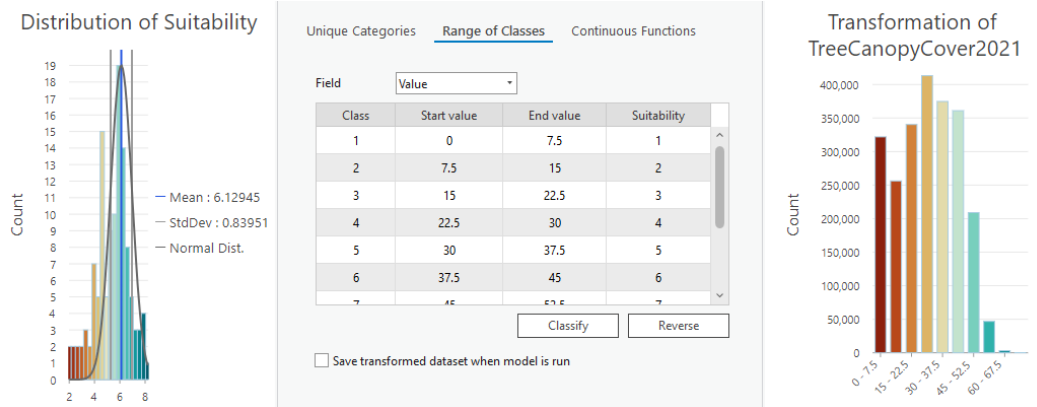 Distribution of Suitability
19
18
17
16
15
14
13
12
11
10
9
8
7
6
5
4
3
2
1
0
Count
2 4 6 8
Mean : 6.12945
StdDev : 0.83951
Normal Dist.
Unique Categories Range of Classes Continuous Functions
Field Value
Class Start value End value Suitability
1 0 7.5 1
2 7.5 15 2
3 15 22.5 3
4 22.5 30 4
5 30 37.5 5
6 37.5 45 6
7 45 52.5 7
Classify Reverse
Save transformed dataset when model is run
Transformation of
TreeCanopyCover2021
400,000
350,000
300,000
250,000
200,000
150,000
100,000
50,000
0
Count
0 - 7.5
15 - 22.5
30 - 37.5
45 - 52.5
60 - 67.5